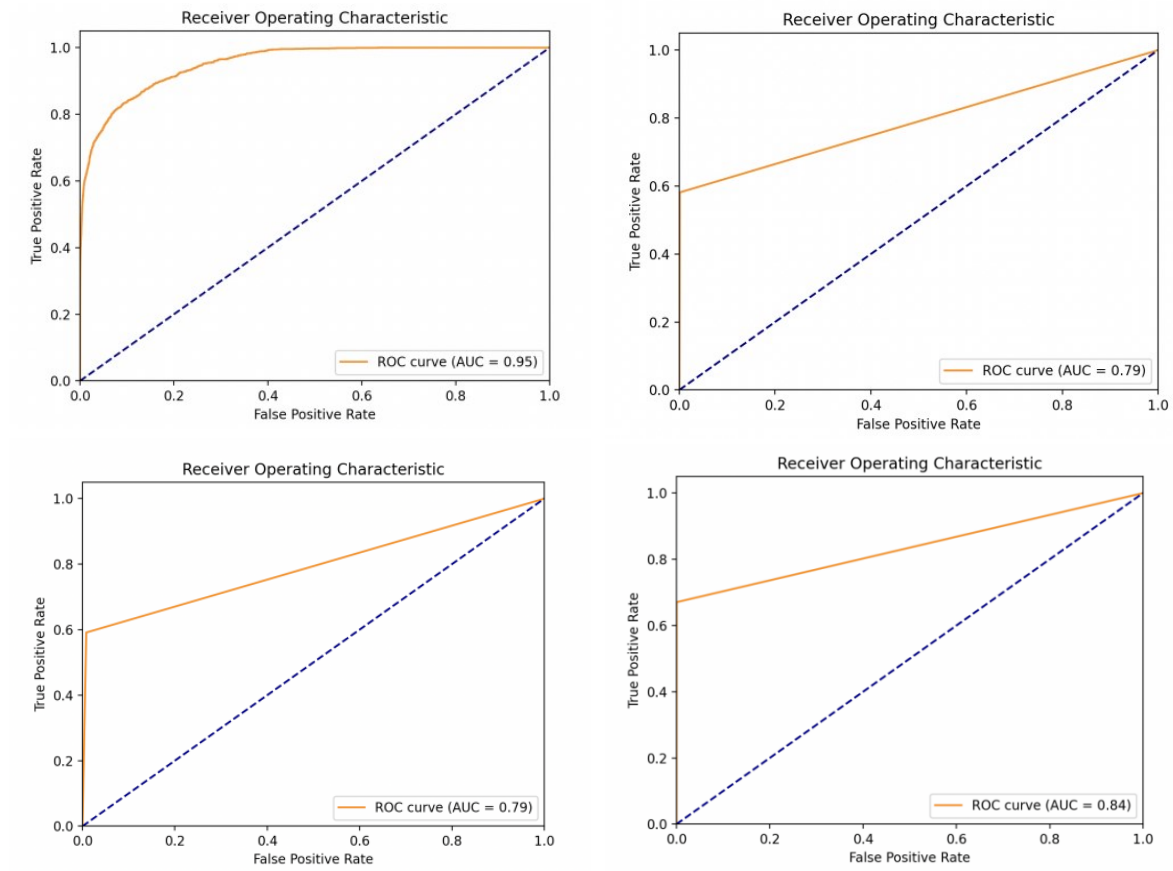 Receiver Operating Characteristic
1.0
0.8
0.6
0.4
0.2
0.0
True Positive Rate
ROC curve (AUC = 0.95)
0.0 0.2 0.4 0.6 0.8 1.0
False Positive Rate
Receiver Operating Characteristic
1.0
0.8
0.6
0.4
0.2
0.0
True Positive Rate
ROC curve (AUC = 0.79)
0.0 0.2 0.4 0.6 0.8 1.0
False Positive Rate
Receiver Operating Characteristic
1.0
0.8
0.6
0.4
0.2
0.0
True Positive Rate
ROC curve (AUC = 0.79)
0.0 0.2 0.4 0.6 0.8 1.0
False Positive Rate
Receiver Operating Characteristic
1.0
0.8
0.6
0.4
0.2
0.0
True Positive Rate
ROC curve (AUC = 0.84)
0.0 0.2 0.4 0.6 0.8 1.0
False Positive Rate